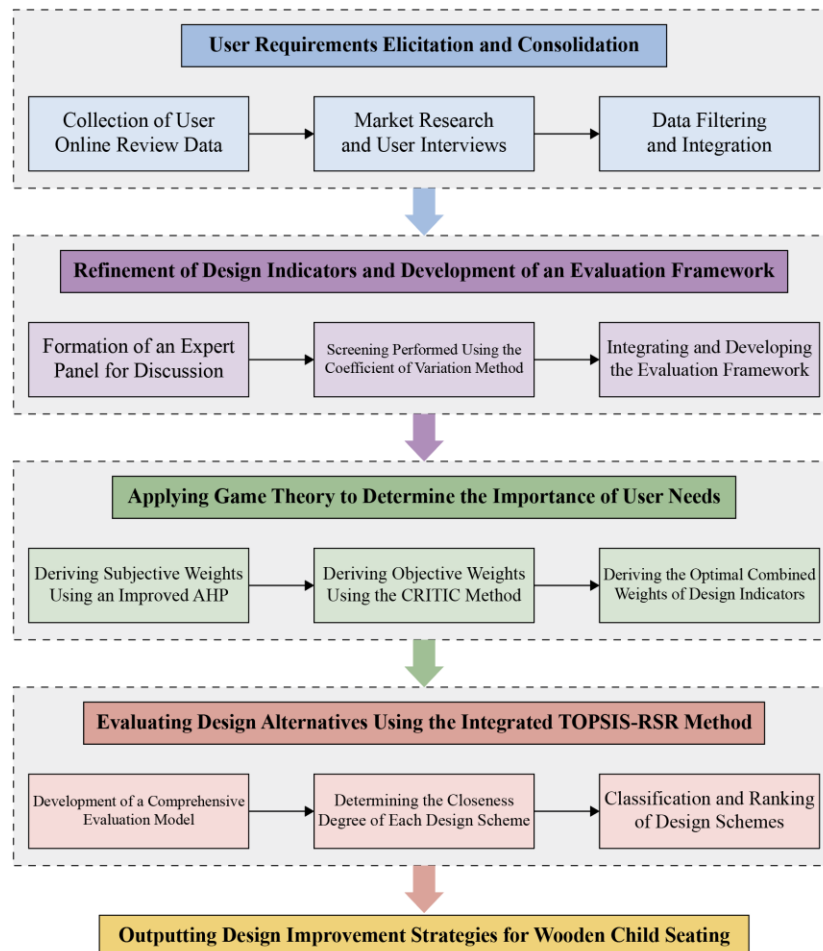 User Requirements Elicitation and Consolidation
Collection of User
Online Review Data
Market Research
and User Interviews
Data Filtering
and Integration
Refinement of Design Indicators and Development of an Evaluation Framework
Formation of an Expert
Panel for Discussion
Screening Performed Using the
Coefficient of Variation Method
Integrating and Developing
the Evaluation Framework
Applying Game Theory to Determine the Importance of User Needs
Deriving Subjective Weights
Using an Improved AHP
Deriving Objective Weights
Using the CRITIC Method
Deriving the Optimal Combined
Weights of Design Indicators
Evaluating Design Alternatives Using the Integrated TOPSIS-RSR Method
Development of a Comprehensive
Evaluation Model
Determining the Closeness
Degree of Each Design Scheme
Classification and Ranking
of Design Schemes
Outputting Design Improvement Strategies for Wooden Child Seating